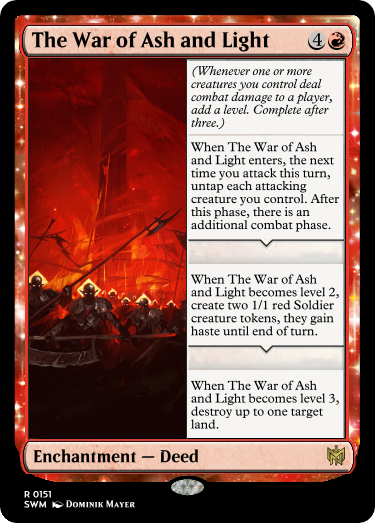 The War of Ash and Light 4
(Whenever one or more
creatures you control deal
combat damage to a player,
add a level. Complete after
three.)
When The War of Ash
and Light enters, the next
time you attack this turn,
untap each attacking
creature you control. After
this phase, there is an
additional combat phase.
When The War of Ash
and Light becomes level 2,
create two 1/1 red Soldier
creature tokens, they gain
haste until end of turn.
When The War of Ash
and Light becomes level 3,
destroy up to one target
land.
Enchantment — Deed
R 0151
SWM Dominik Mayer